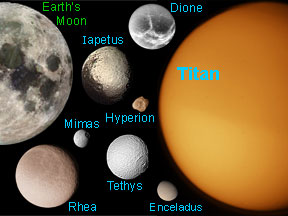 Earth's
Moon
Dione
Iapetus
Titan
Hyperion
Mimas
Tethys
Rhea
Enceladus